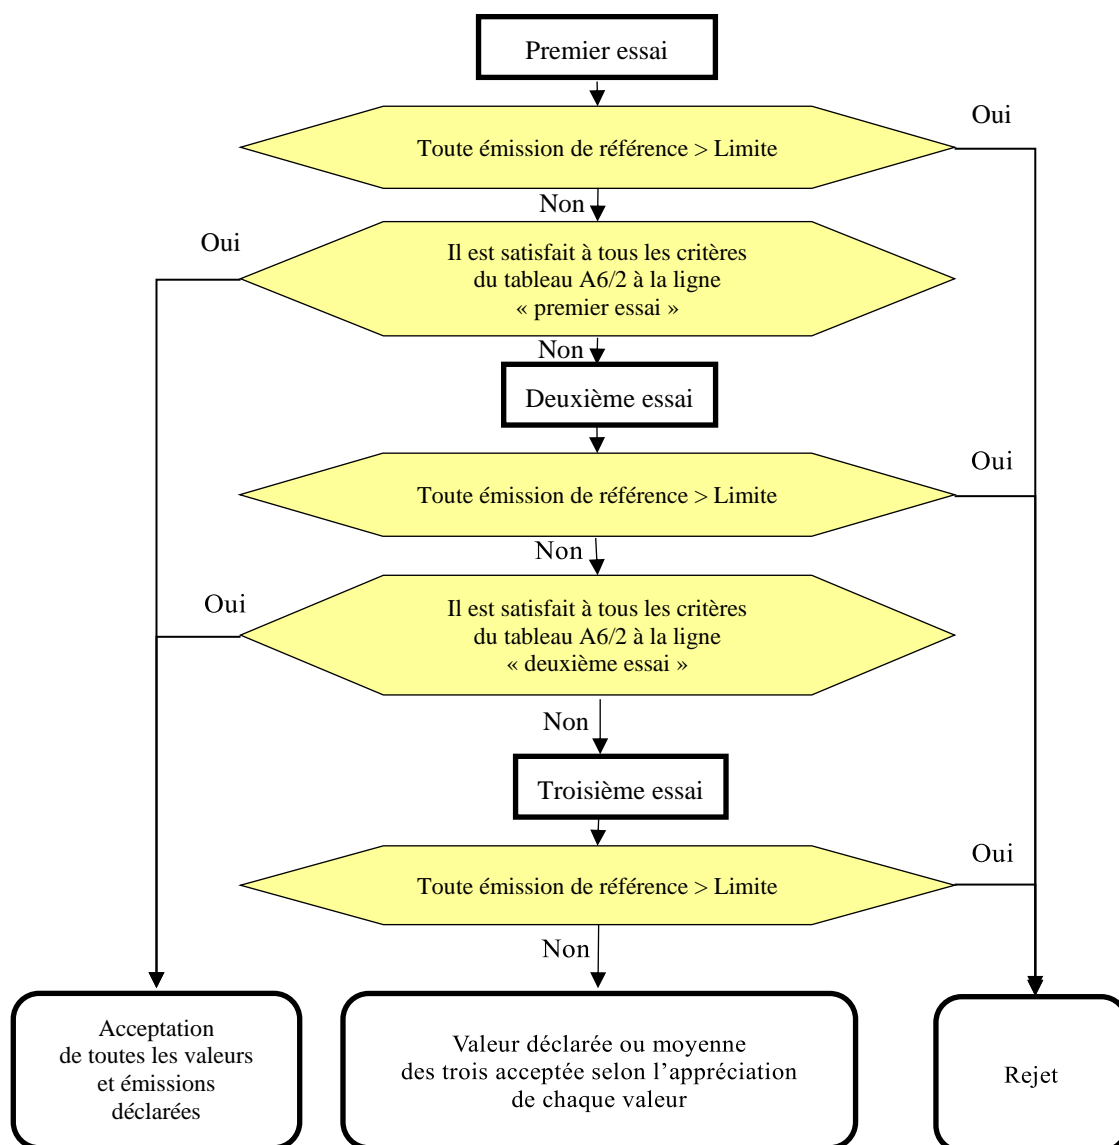 Premier essai
Oui
Toute émission de référence > Limite
Non
Oui
Il est satisfait à tous les critères
du tableau A6/2 à la ligne
« premier essai »
Non
Deuxième essai
Oui
Toute émission de référence > Limite
Non
Oui
Il est satisfait à tous les critères
du tableau A6/2 à la ligne
« deuxième essai »
Non
Troisième essai
Oui
Toute émission de référence > Limite
Non
Acceptation
de toutes les valeurs
et émissions
déclarées
Valeur déclarée ou moyenne
des trois acceptée selon l’appréciation
de chaque valeur
Rejet